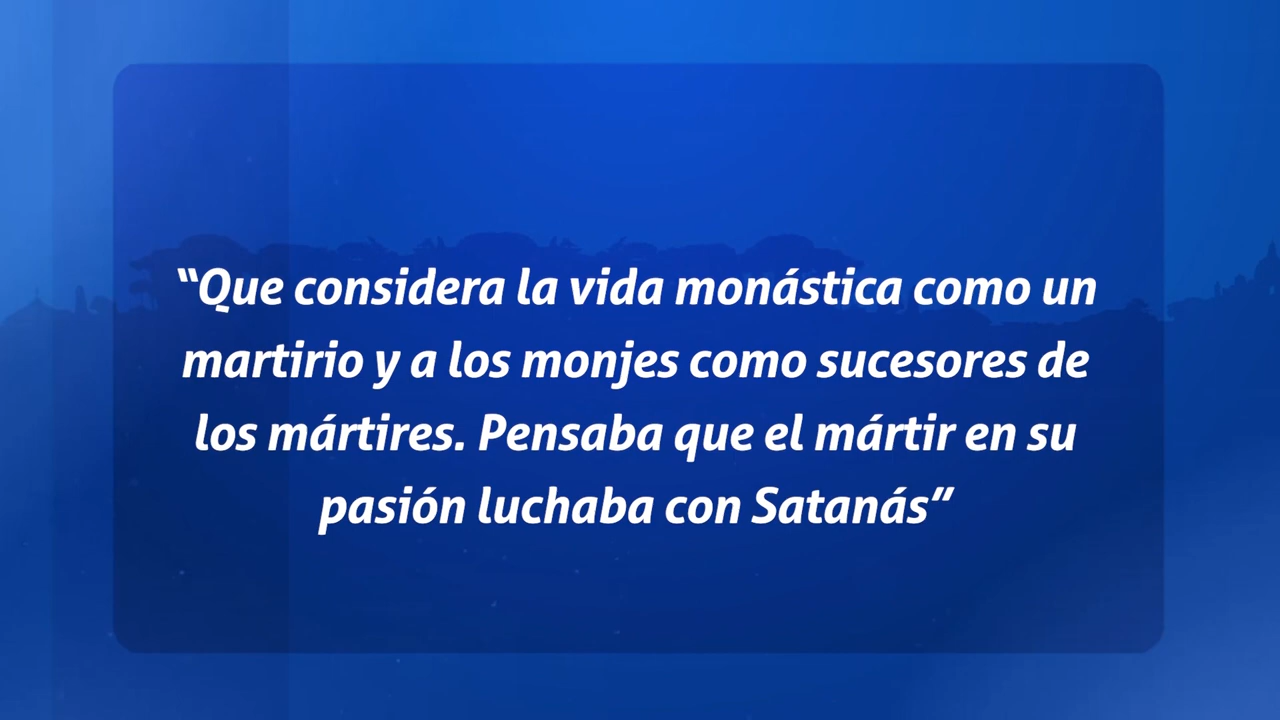 “Que considera la vida monástica como un
martirio y a los monjes como sucesores de
los mártires. Pensaba que el mártir en su
pasión luchaba con Satanás”